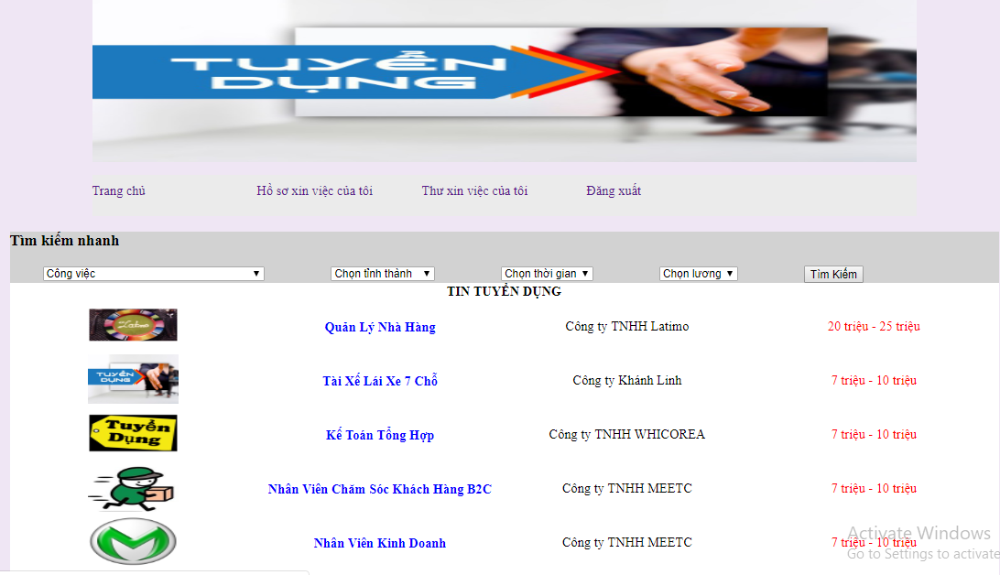 TUYỂN
DỤNG
Trang chủ Hồ sơ xin việc của tôi Thư xin việc của tôi Đăng xuất
Tìm kiếm nhanh
Công việc Chọn tỉnh thành Chọn thời gian Chọn lương Tìm Kiếm
TIN TUYỂN DỤNG
Quản Lý Nhà Hàng Công ty TNHH Latimo 20 triệu - 25 triệu
TUYỂN
DỤNG
Tài Xế Lái Xe 7 Chỗ Công ty Khánh Linh 7 triệu - 10 triệu
Tuyển
Dụng
Kế Toán Tổng Hợp Công ty TNHH WHICOREA 7 triệu - 10 triệu
Nhân Viên Chăm Sóc Khách Hàng B2C Công ty TNHH MEETC 7 triệu - 10 triệu
Nhân Viên Kinh Doanh Công ty TNHH MEETC 7 triệu - 10 triệu
Activate Windows
Go to Settings to activate